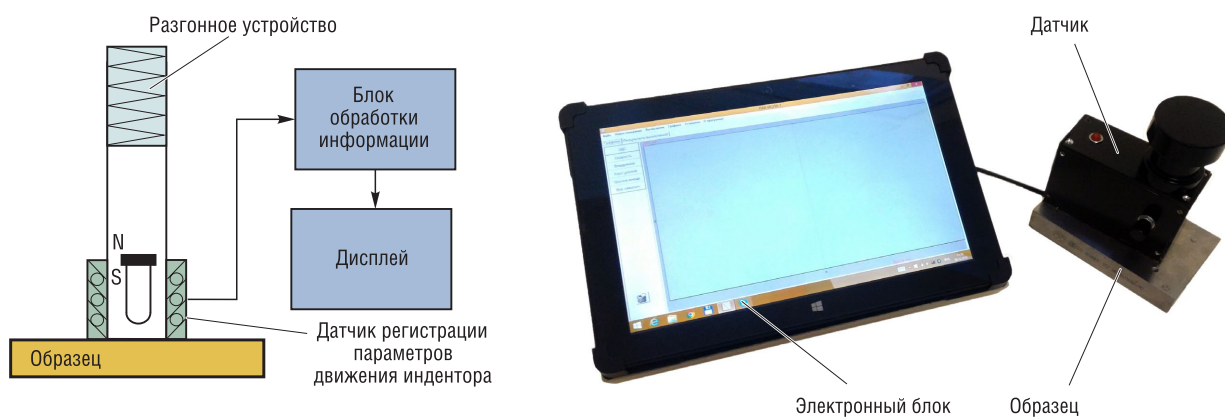 Разгонное устройство
Блок
обработки
информации
Дисплей
N
S
Датчик регистрации
параметров
движения индентора
Образец
Датчик
Электронный блок
Образец